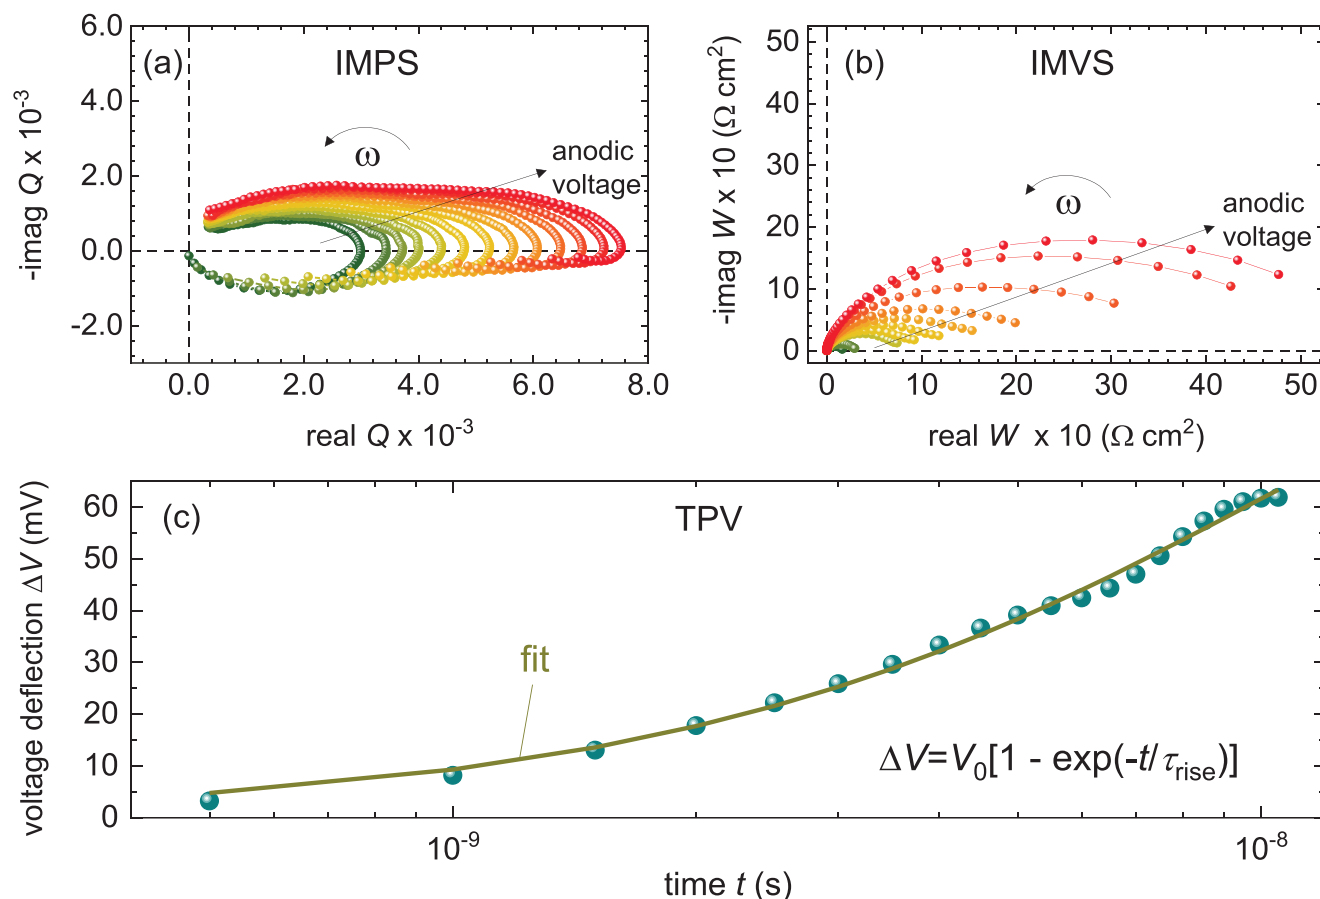 (a)
IMPS
6.0
4.0
2.0
0.0
-2.0
-imag Q x 10⁻³
ω
anodic
voltage
0.0 2.0 4.0 6.0 8.0
real Q x 10⁻³
(b)
IMVS
50
40
30
20
10
0
-imag W x 10 (Ω cm²)
ω
anodic
voltage
0 10 20 30 40 50
real W x 10 (Ω cm²)
(c)
TPV
60
50
40
30
20
10
0
voltage deflection ΔV (mV)
fit
ΔV=V₀[1 - exp(-t/τ_rise)]
10⁻⁹ 10⁻⁸
time t (s)